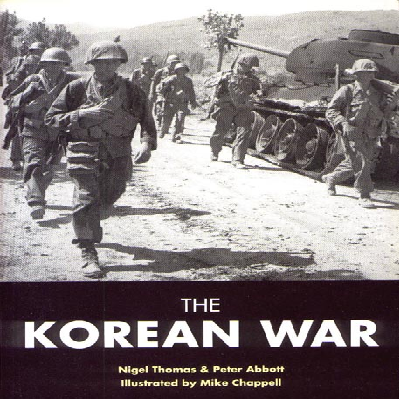 THE
KOREAN WAR
Nigel Thomas & Peter Abbott
Illustrated by Mike Chappell